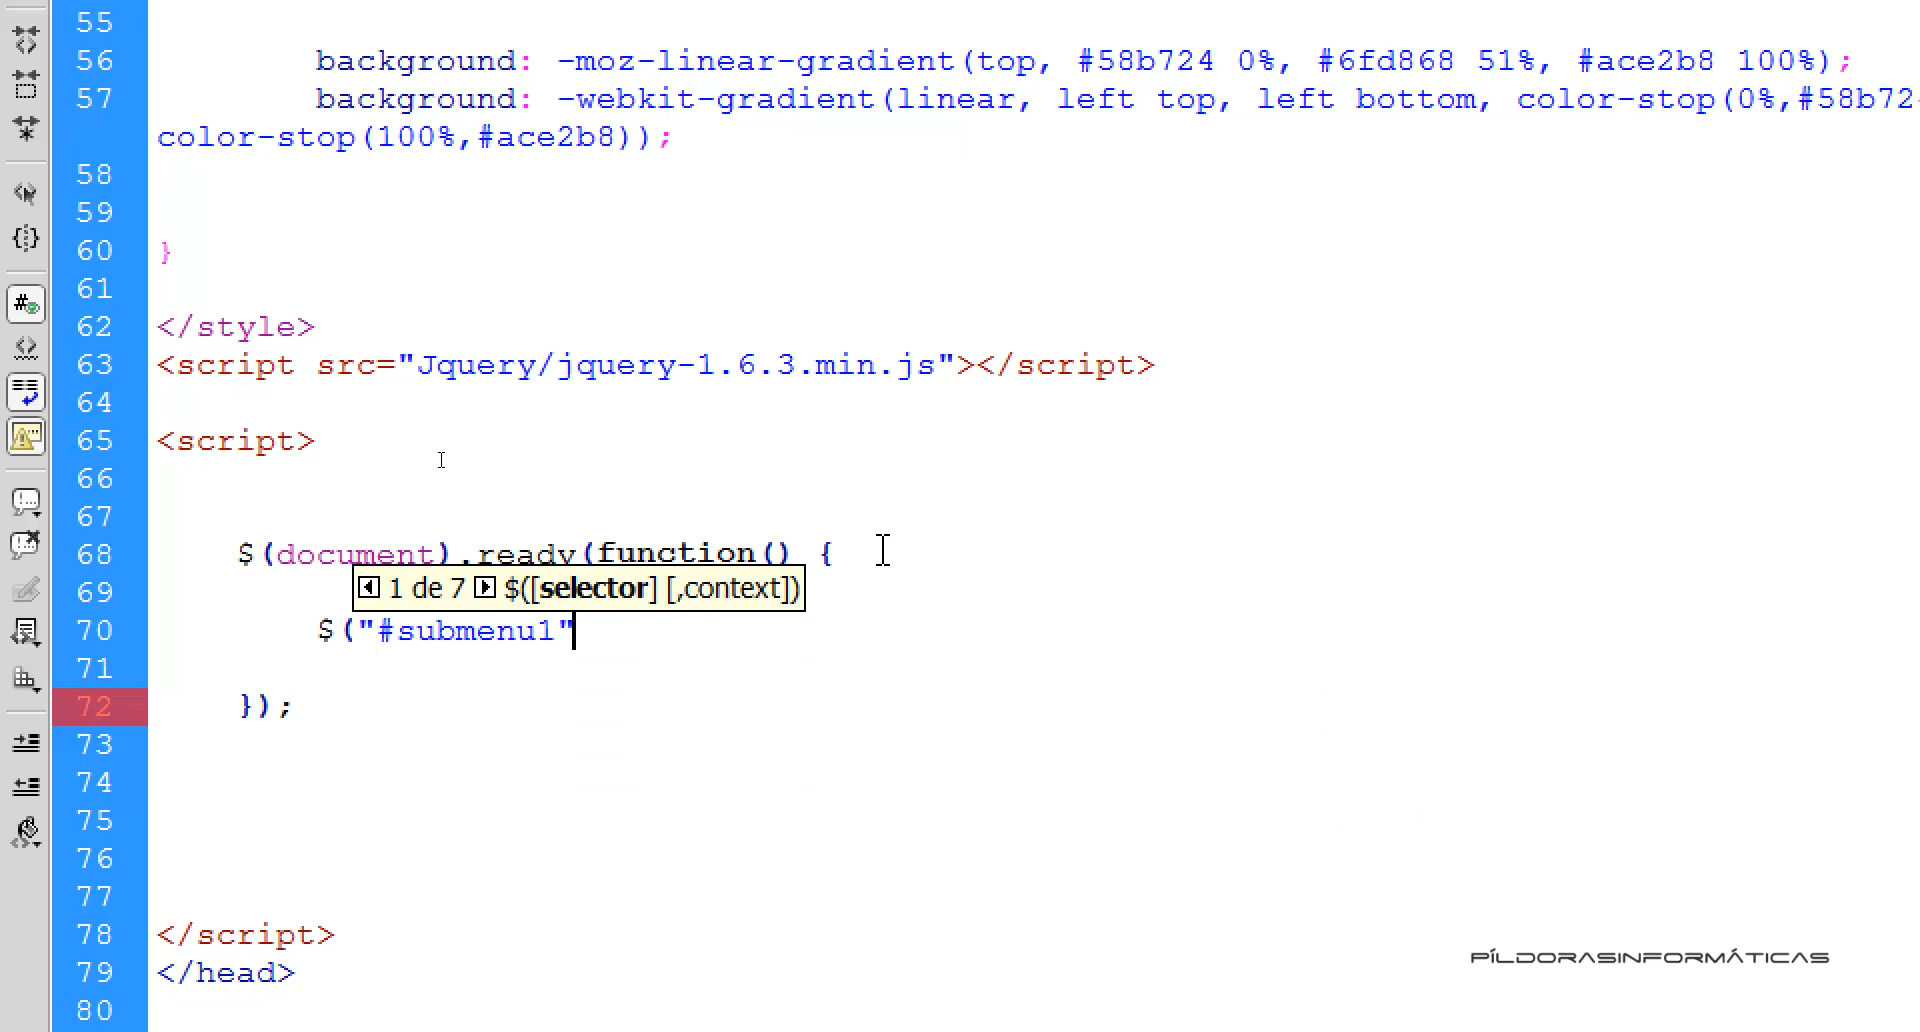 55
56 background: -moz-linear-gradient(top, #58b724 0%, #6fd868 51%, #ace2b8 100%);
57 background: -webkit-gradient(linear, left top, left bottom, color-stop(0%,#58b72
color-stop(100%,#ace2b8));
58
59
60 }
61
62 </style>
63 <script src="Jquery/jquery-1.6.3.min.js"></script>
64
65 <script>
66
67
68 $(document).ready(function() {
69 1 de 7 $([selector] [,context])
70 $("#submenu1"
71
72 });
73
74
75
76
77
78 </script>
PÍLDORASINFORMÁTICAS
79 </head>
80